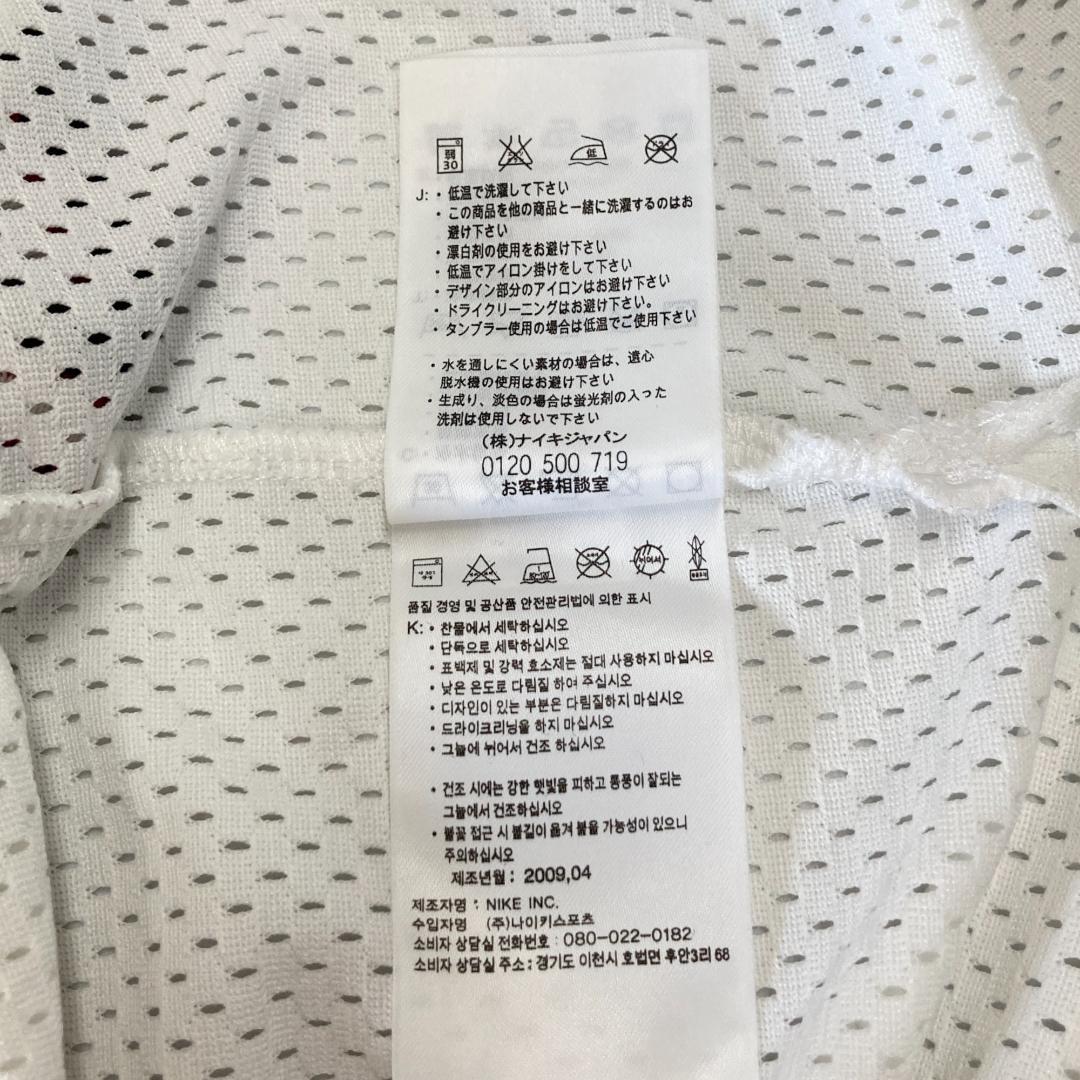 弱
30
低
J: ・低温で洗濯して下さい
・この商品を他の商品と一緒に洗濯するのはお
避け下さい
・漂白剤の使用をお避け下さい
・低温でアイロン掛けをして下さい
・デザイン部分のアイロンはお避け下さい
・ドライクリーニングはお避け下さい。
・タンブラー使用の場合は低温でご使用下さい
・水を通しにくい素材の場合は、遠心
脱水機の使用はお避け下さい
・生成り、淡色の場合は蛍光剤の入った
洗剤は使用しないで下さい
(株)ナイキジャパン
0120 500 719
お客様相談室
품질 경영 및 공산품 안전관리법에 의한 표시
K: • 찬물에서 세탁하십시오
• 단독으로 세탁하십시오
• 표백제 및 강력 효소제는 절대 사용하지 마십시오
• 낮은 온도로 다림질 하여 주십시오
• 디자인이 있는 부분은 다림질하지 마십시오
• 드라이크리닝을 하지 마십시오
• 그늘에 뉘어서 건조 하십시오
• 건조 시에는 강한 햇빛을 피하고 통풍이 잘되는
그늘에서 건조하십시오
• 불꽃 접근 시 불길이 옮겨 붙을 가능성이 있으니
주의하십시오
제조년월 : 2009,04
제조자명 : NIKE INC.
수입자명 (주)나이키스포츠
소비자 상담실 전화번호 : 080-022-0182
소비자 상담실 주소 : 경기도 이천시 호법면 후안3리 68